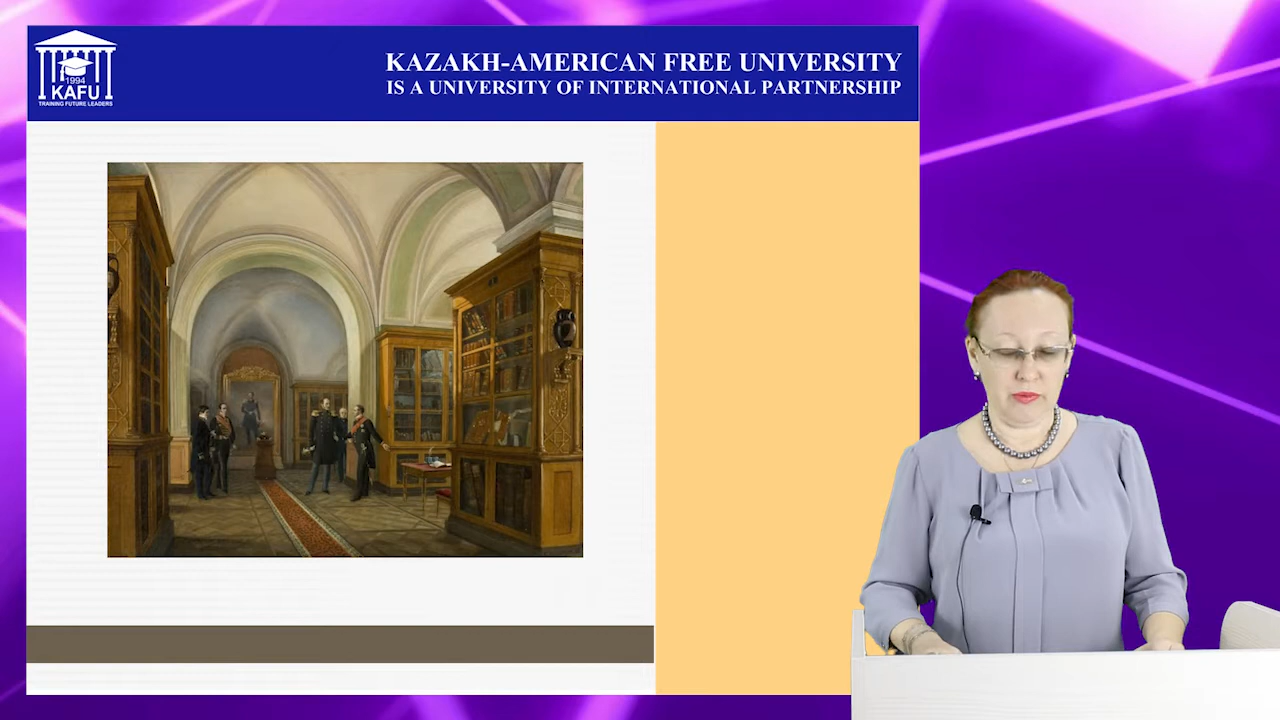 1994
KAFU
TRAINING FUTURE LEADERS
KAZAKH-AMERICAN FREE UNIVERSITY
IS A UNIVERSITY OF INTERNATIONAL PARTNERSHIP